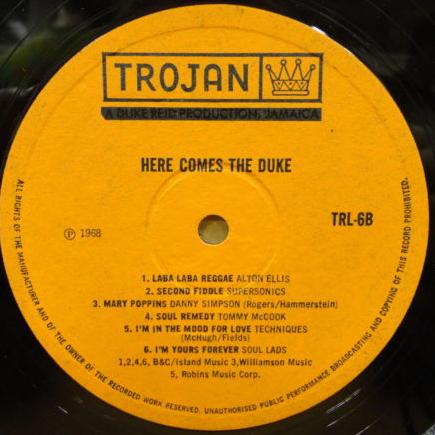 TROJAN
A DUKE REID PRODUCTION, JAMAICA
HERE COMES THE DUKE
TRL-6B
Ⓟ 1968
1. LABA LABA REGGAE ALTON ELLIS
2. SECOND FIDDLE SUPERSONICS
3. MARY POPPINS DANNY SIMPSON (Rogers/Hammerstein)
4. SOUL REMEDY TOMMY McCOOK
5. I'M IN THE MOOD FOR LOVE TECHNIQUES
(McHugh/Fields)
6. I'M YOURS FOREVER SOUL LADS
1,2,4,6, B&C/Island Music 3,Williamson Music
5, Robins Music Corp.
ALL RIGHTS OF THE MANUFACTURER AND OF THE OWNER OF THE RECORDED WORK RESERVED. UNAUTHORISED PUBLIC PERFORMANCE BROADCASTING AND COPYING OF THIS RECORD PROHIBITED.